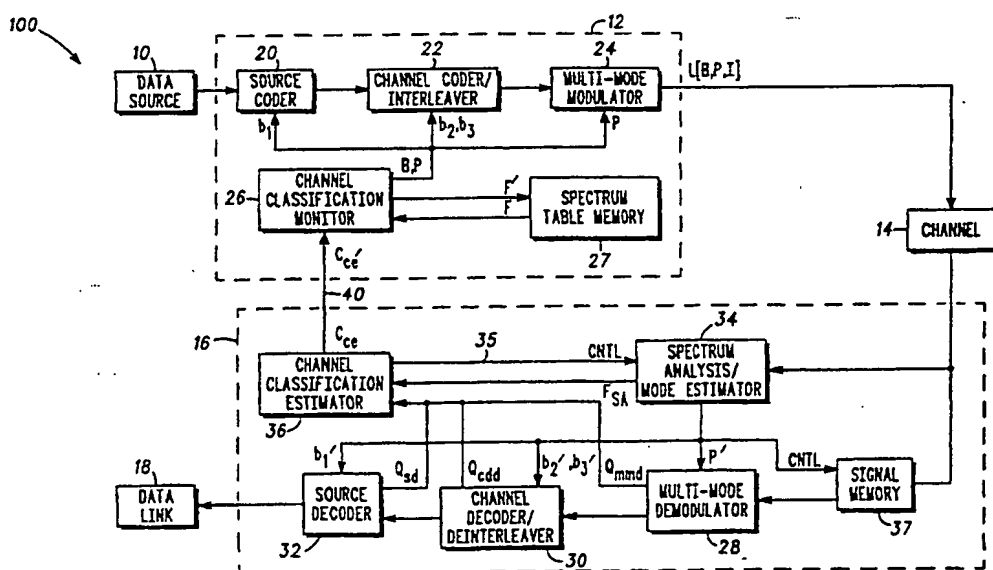 100
12
10
DATA
SOURCE
20
SOURCE
CODER
22
CHANNEL CODER/
INTERLEAVER
24
MULTI-MODE
MODULATOR
L[B,P,I]
b1
b2,b3
P
B,P
26
CHANNEL
CLASSIFICATION
MONITOR
F'
F
SPECTRUM
TABLE MEMORY
27
14
CHANNEL
Cce'
40
16
Cce
CHANNEL
CLASSIFICATION
ESTIMATOR
36
35
CNTL
34
SPECTRUM
ANALYSIS/
MODE ESTIMATOR
FSA
b1'
Qsd
Qcdd
b2',b3'
Qmmd
P'
CNTL
18
DATA
LINK
SOURCE
DECODER
32
CHANNEL
DECODER/
DEINTERLEAVER
30
MULTI-MODE
DEMODULATOR
28
SIGNAL
MEMORY
37